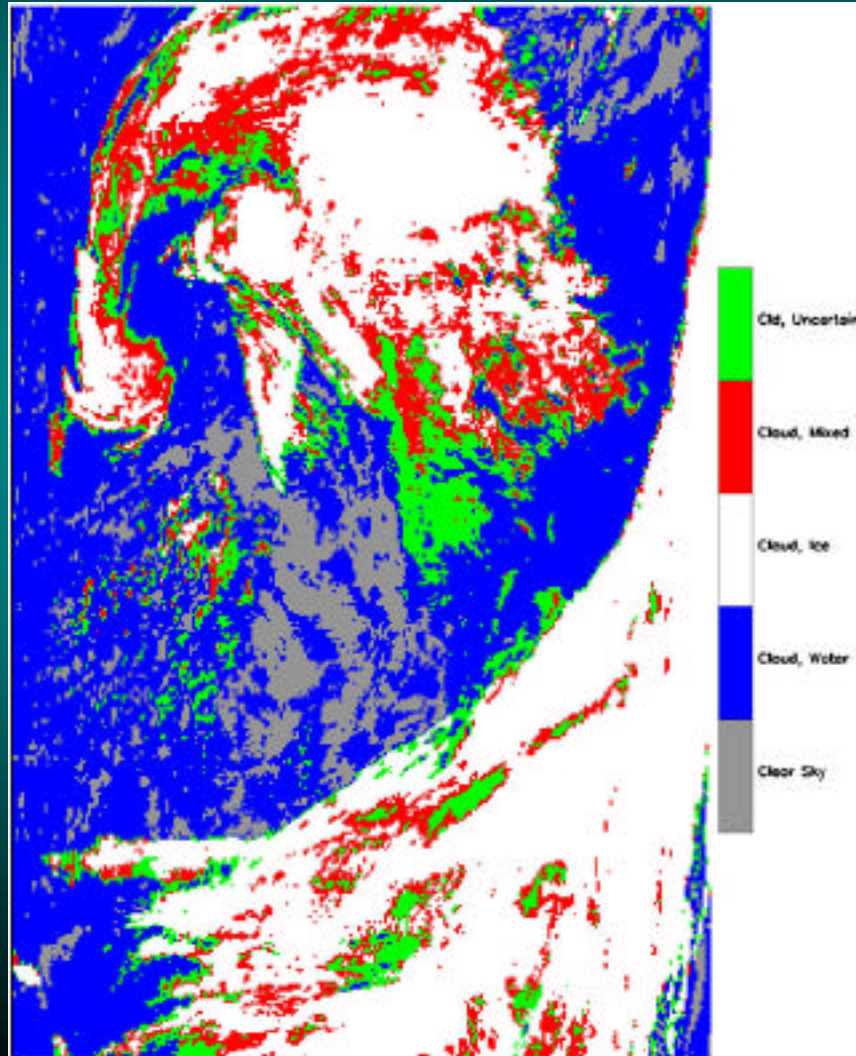 Cld, Uncertain
Cloud, Mixed
Cloud, Ice
Cloud, Water
Clear Sky